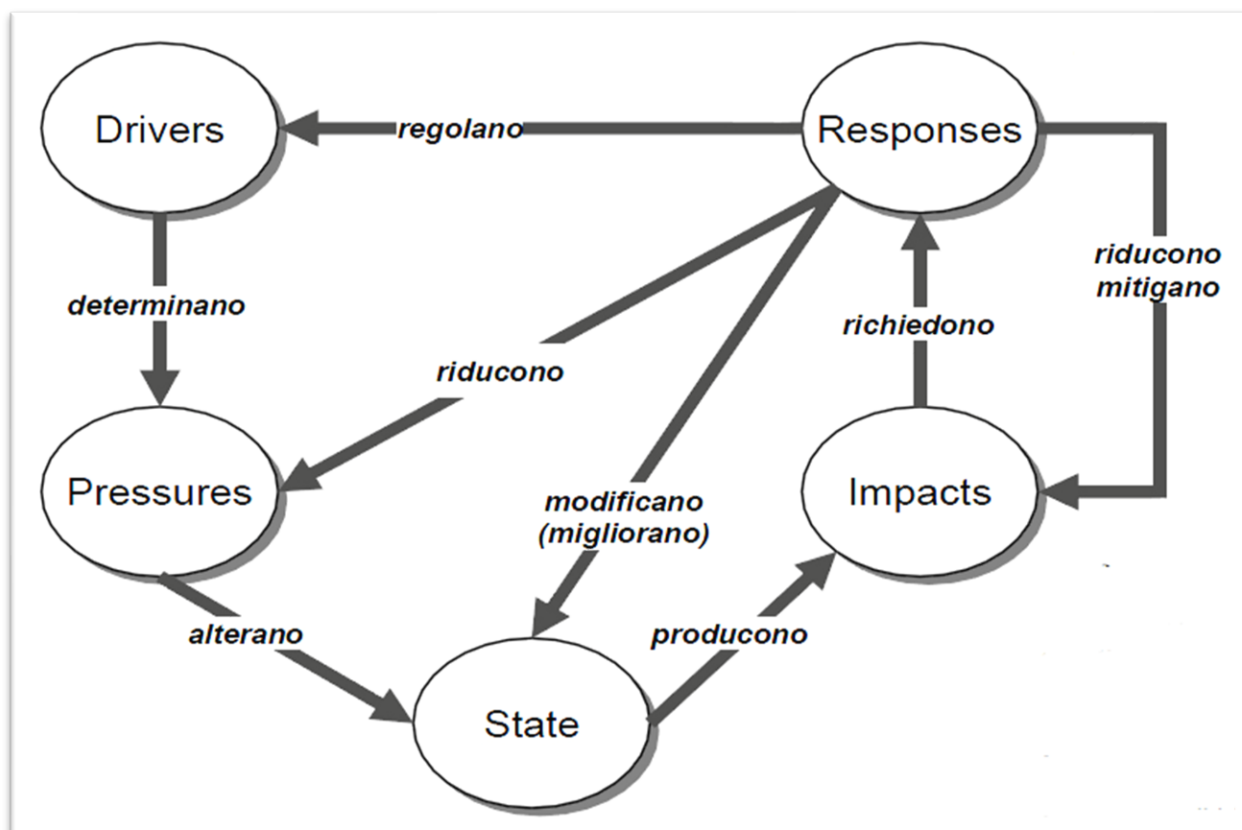 Drivers
regolano
Responses
determinano
riducono
mitigano
richiedono
riducono
Pressures
modificano
(migliorano)
Impacts
alterano
producono
State